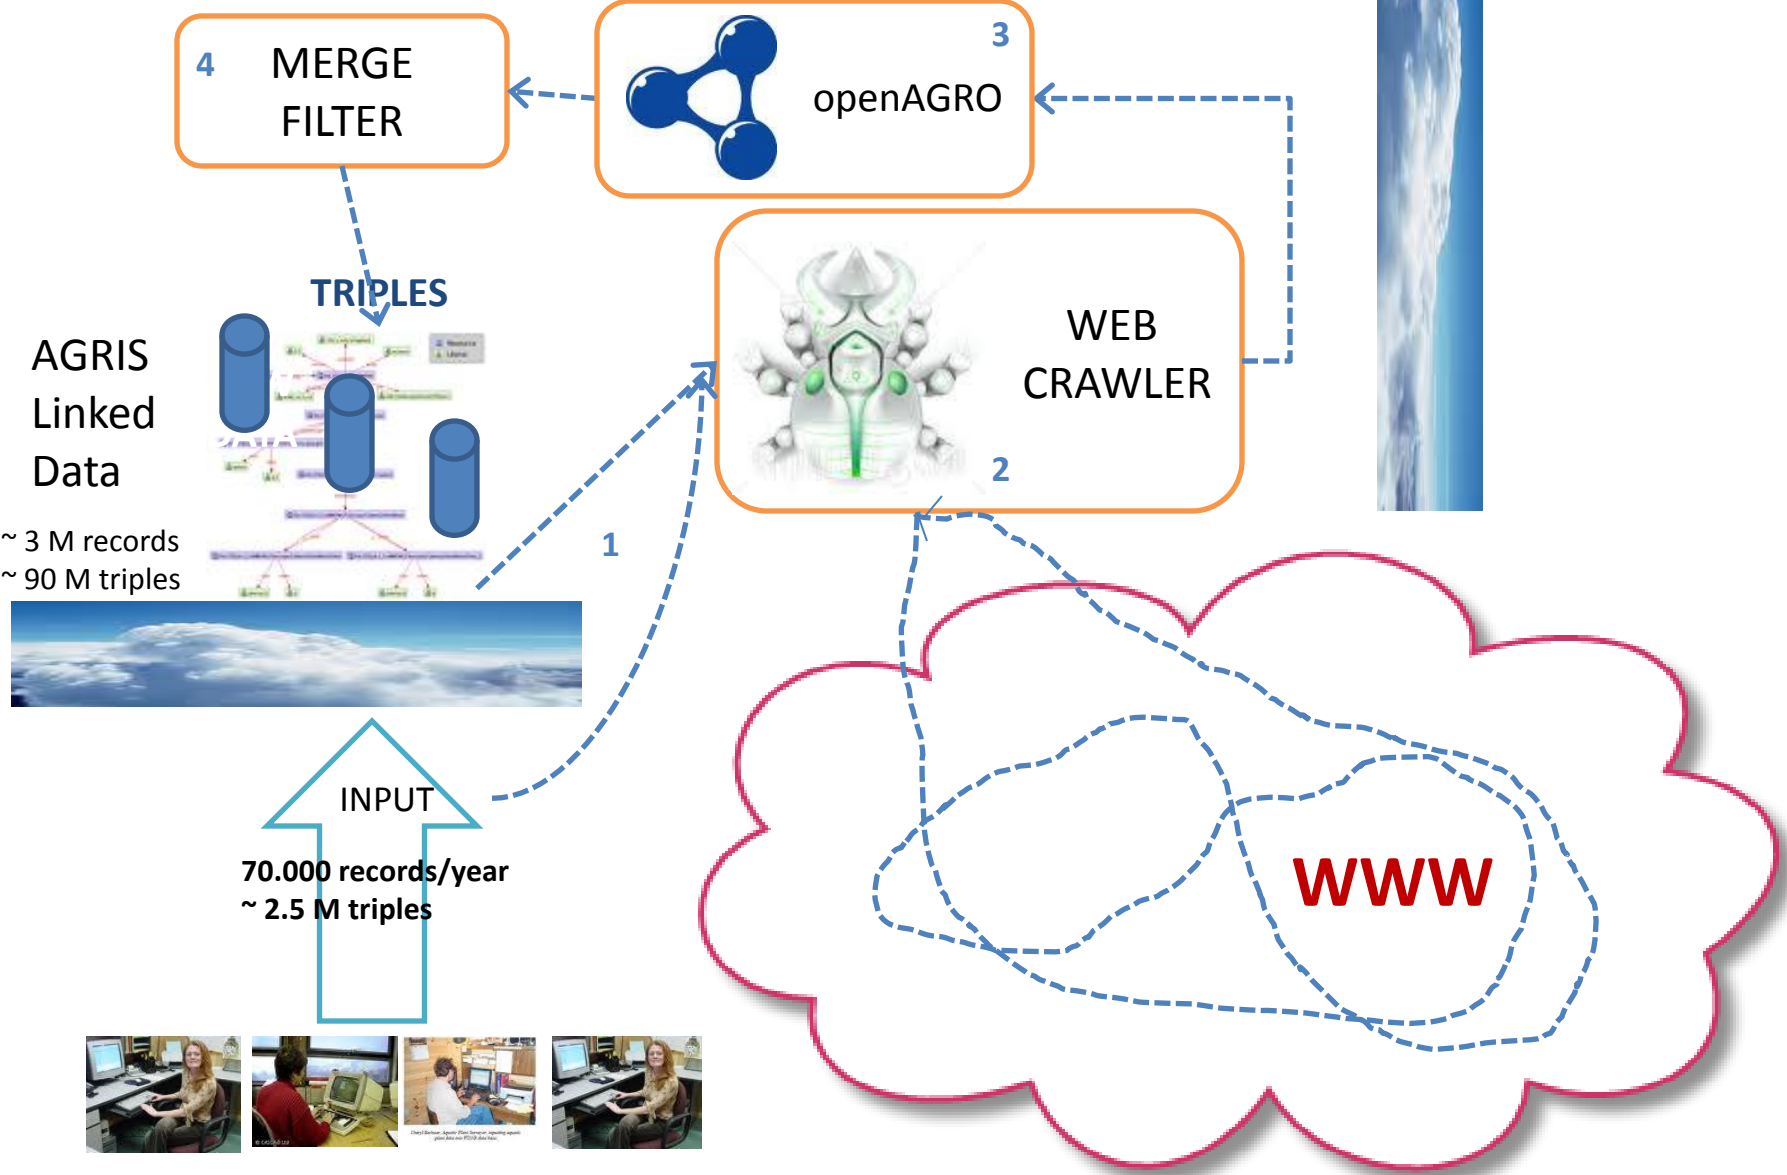 4
MERGE
FILTER
3
openAGRO
TRIPLES
AGRIS
Linked
Data
DATA
~ 3 M records
~ 90 M triples
1
WEB
CRAWLER
2
INPUT
70.000 records/year
~ 2.5 M triples
WWW